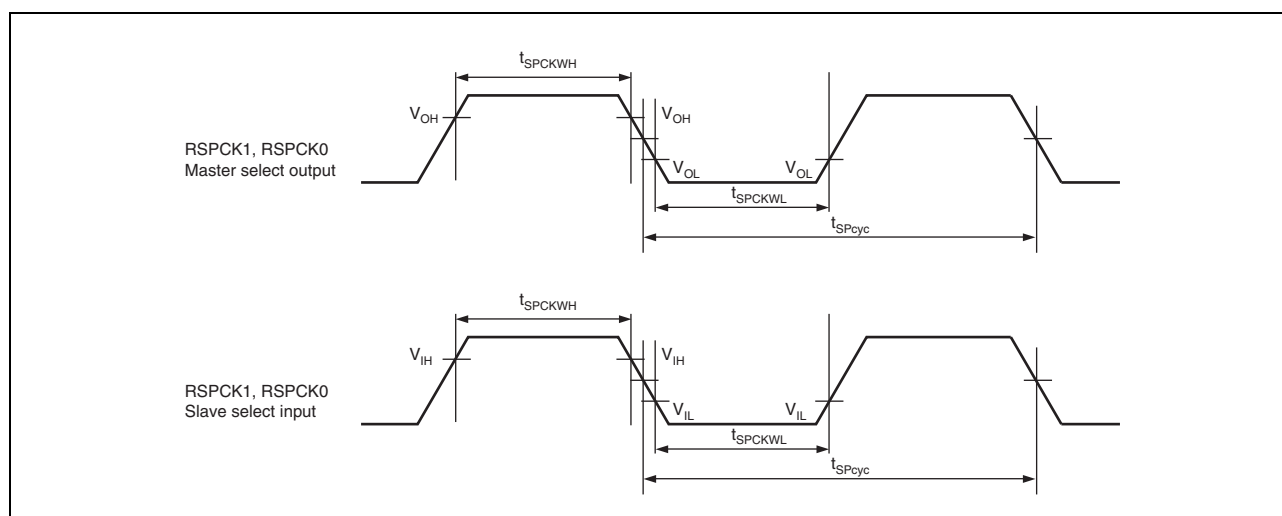 tSPCKWH
VOH
VOH
RSPCK1, RSPCK0
Master select output
VOL
VOL
tSPCKWL
tSPcyc
tSPCKWH
VIH
VIH
RSPCK1, RSPCK0
Slave select input
VIL
VIL
tSPCKWL
tSPcyc